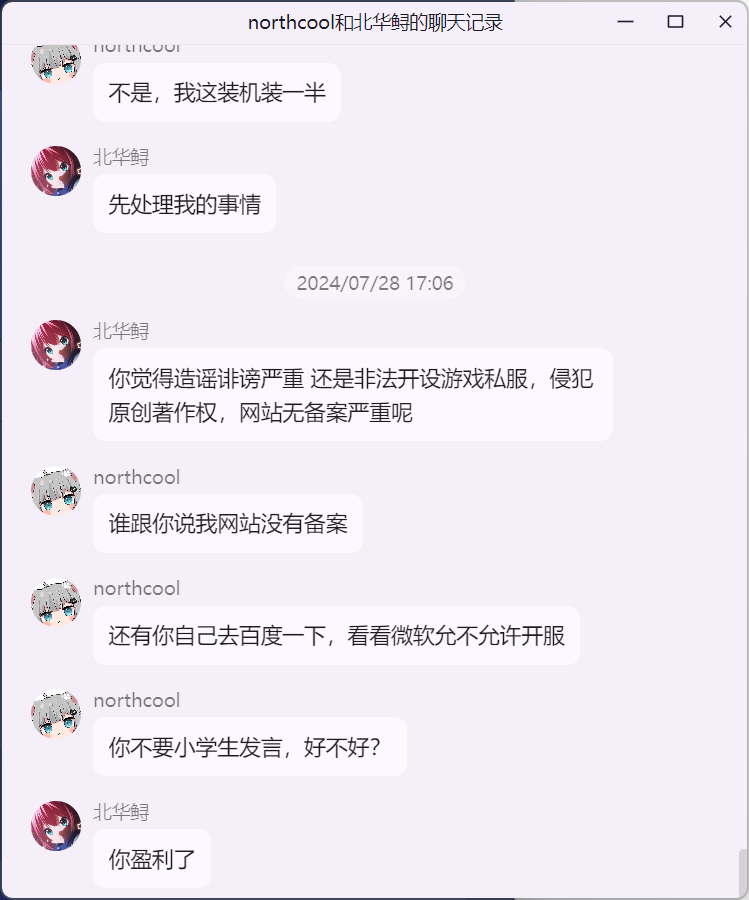 northcool和北华鲟的聊天记录
northcool
不是，我这装机装一半
北华鲟
先处理我的事情
2024/07/28 17:06
北华鲟
你觉得造谣诽谤严重 还是非法开设游戏私服，侵犯
原创著作权，网站无备案严重呢
northcool
谁跟你说我网站没有备案
northcool
还有你自己去百度一下，看看微软允不允许开服
northcool
你不要小学生发言，好不好？
北华鲟
你盈利了